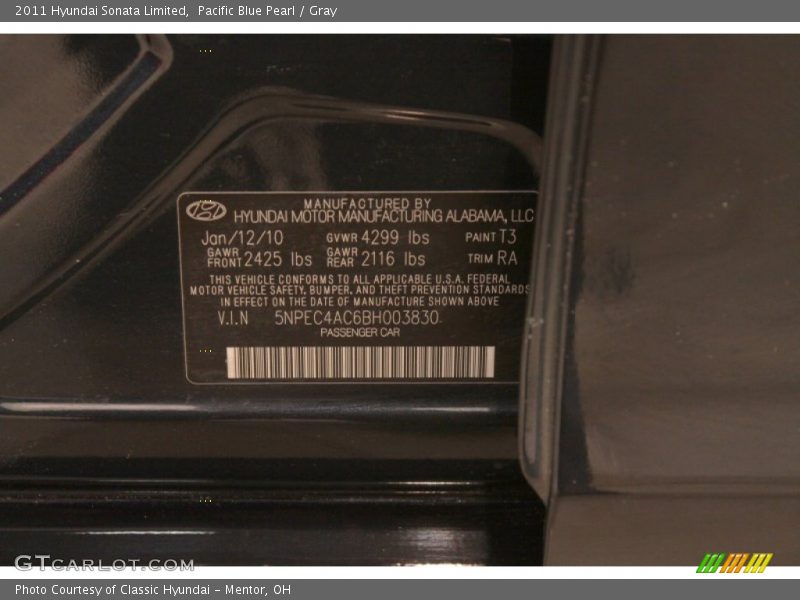 2011 Hyundai Sonata Limited,  Pacific Blue Pearl / Gray
MANUFACTURED BY
HYUNDAI MOTOR MANUFACTURING ALABAMA, LLC
Jan/12/10 GVWR 4299 lbs PAINT T3
GAWR FRONT 2425 lbs GAWR REAR 2116 lbs TRIM RA
THIS VEHICLE CONFORMS TO ALL APPLICABLE U.S.A. FEDERAL
MOTOR VEHICLE SAFETY, BUMPER, AND THEFT PREVENTION STANDARDS
IN EFFECT ON THE DATE OF MANUFACTURE SHOWN ABOVE
V.I.N 5NPEC4AC6BH003830
PASSENGER CAR
GTCARLOT.COM
Photo Courtesy of Classic Hyundai - Mentor, OH